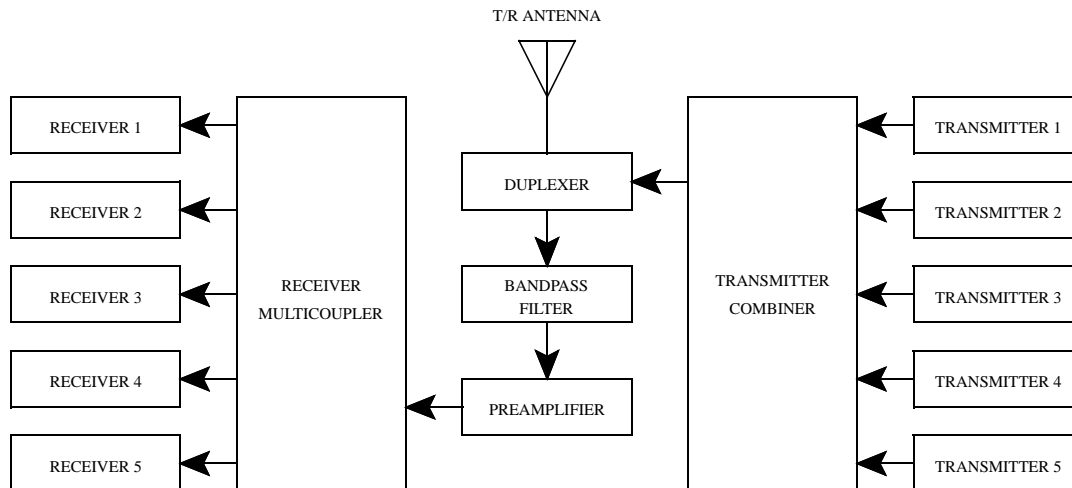 T/R ANTENNA
RECEIVER 1
RECEIVER 2
RECEIVER 3
RECEIVER 4
RECEIVER 5
RECEIVER
MULTICOUPLER
DUPLEXER
BANDPASS
FILTER
PREAMPLIFIER
TRANSMITTER
COMBINER
TRANSMITTER 1
TRANSMITTER 2
TRANSMITTER 3
TRANSMITTER 4
TRANSMITTER 5